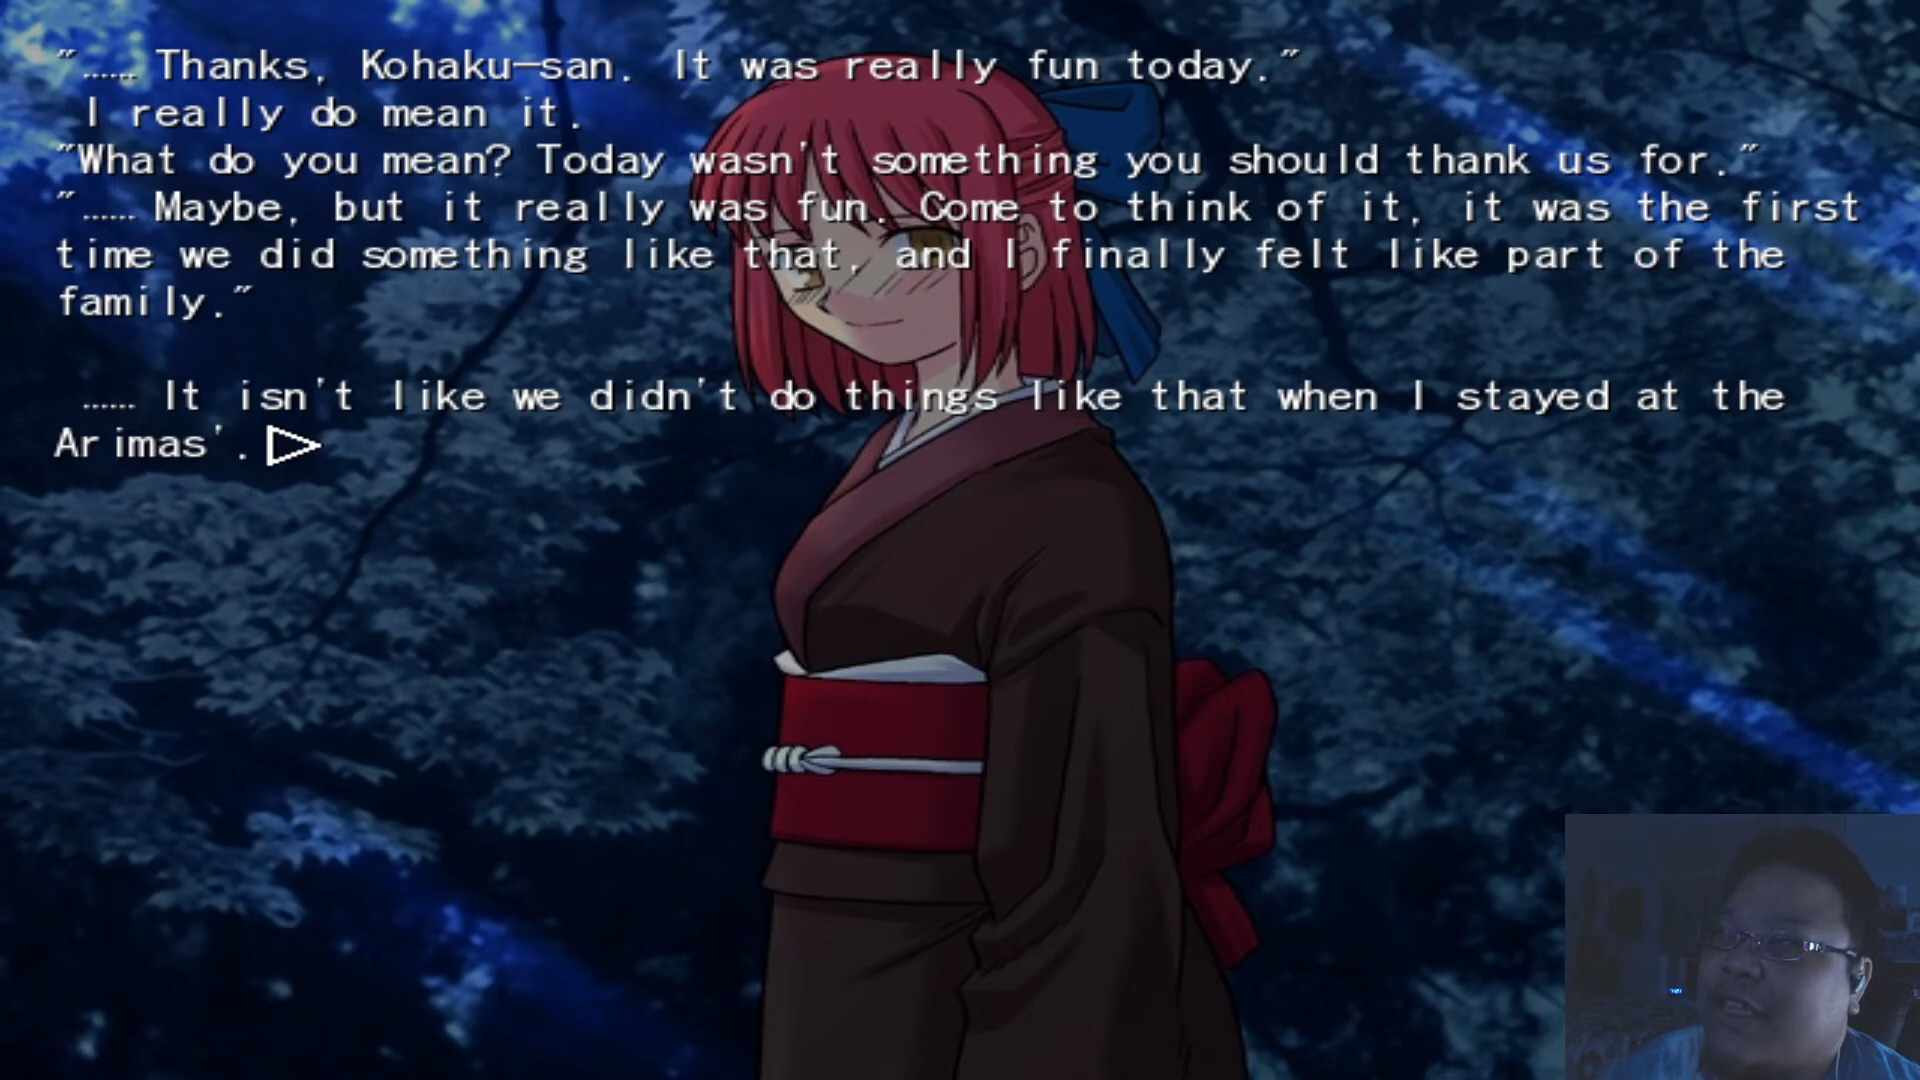 "...... Thanks, Kohaku-san. It was really fun today."
I really do mean it.
"What do you mean? Today wasn't something you should thank us for."
"...... Maybe, but it really was fun. Come to think of it, it was the first
time we did something like that, and I finally felt like part of the
family."
...... It isn't like we didn't do things like that when I stayed at the
Arimas'.